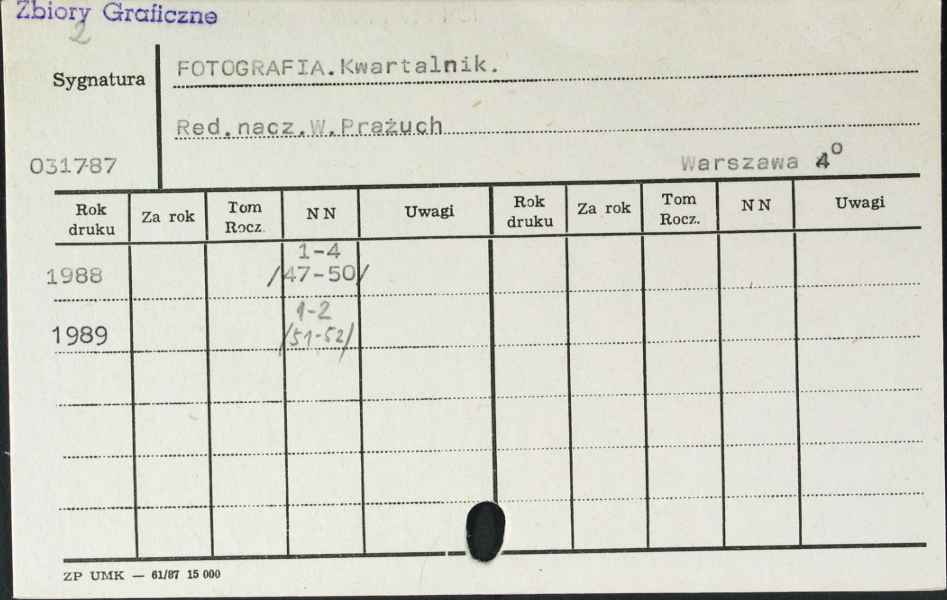 Zbiory Graficzne
2
Sygnatura
FOTOGRAFIA.Kwartalnik.
Red.nacz.W.Prażuch
031787
Warszawa 4°
Rok druku Za rok Tom Rocz. NN Uwagi Rok druku Za rok Tom Rocz. NN Uwagi
1-4
1988 /47-50/
1-2
1989 /51-52/
ZP UMK — 61/87 15 000